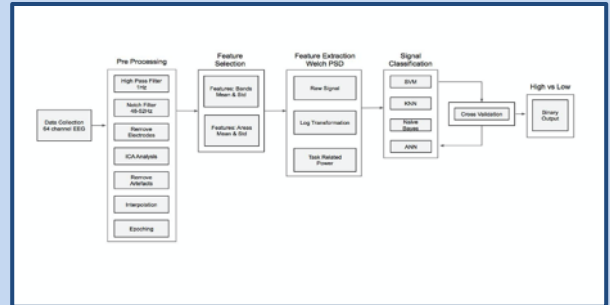 Pre Processing
High Pass Filter
1Hz
Notch Filter
48-52Hz
Remove
Electrodes
ICA Analysis
Remove
Artefacts
Interpolation
Epoching
Data Collection
64 channel EEG
Feature
Selection
Features: Bands
Mean & Std
Features: Areas
Mean & Std
Feature Extraction
Welch PSD
Raw Signal
Log Transformation
Task Related
Power
Signal
Classification
SVM
KNN
Naive
Bayes
ANN
Cross Validation
High vs Low
Binary
Output